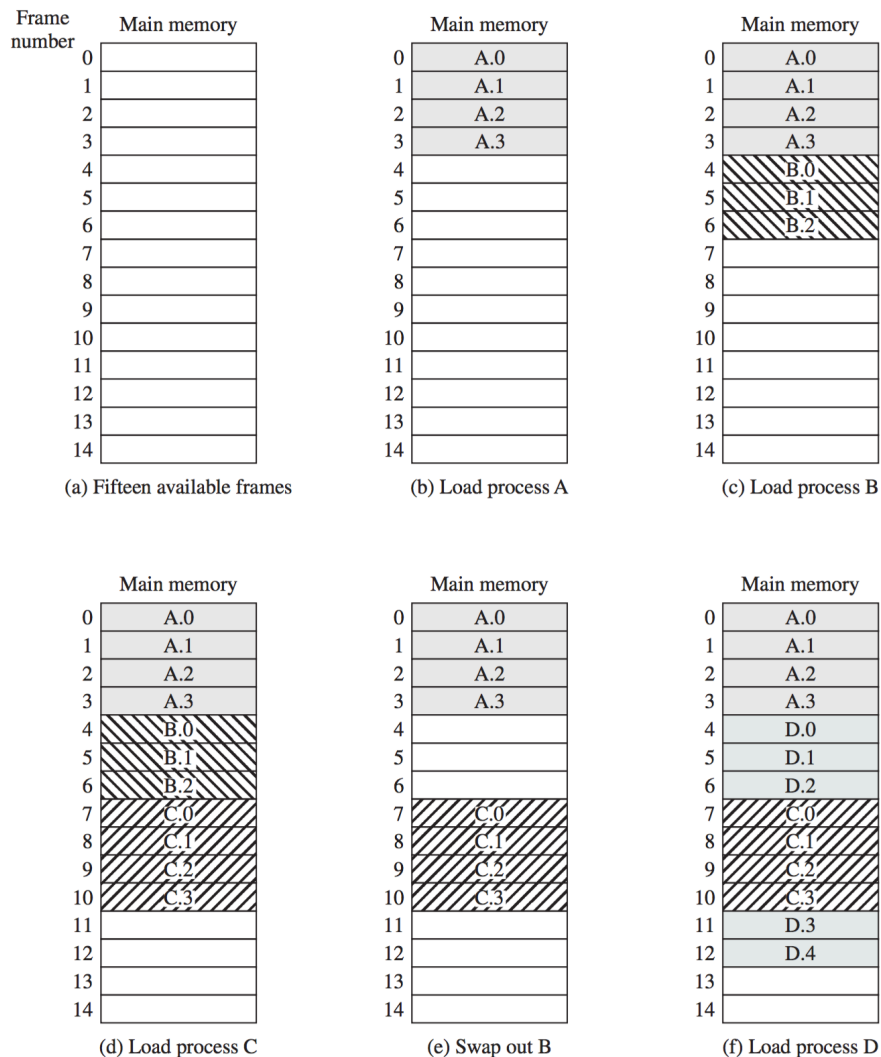 Frame
number
Main memory
0
1
2
3
4
5
6
7
8
9
10
11
12
13
14
(a) Fifteen available frames
Main memory
0 A.0
1 A.1
2 A.2
3 A.3
4
5
6
7
8
9
10
11
12
13
14
(b) Load process A
Main memory
0 A.0
1 A.1
2 A.2
3 A.3
4 B.0
5 B.1
6 B.2
7
8
9
10
11
12
13
14
(c) Load process B
Main memory
0 A.0
1 A.1
2 A.2
3 A.3
4 B.0
5 B.1
6 B.2
7 C.0
8 C.1
9 C.2
10 C.3
11
12
13
14
(d) Load process C
Main memory
0 A.0
1 A.1
2 A.2
3 A.3
4
5
6
7 C.0
8 C.1
9 C.2
10 C.3
11
12
13
14
(e) Swap out B
Main memory
0 A.0
1 A.1
2 A.2
3 A.3
4 D.0
5 D.1
6 D.2
7 C.0
8 C.1
9 C.2
10 C.3
11 D.3
12 D.4
13
14
(f) Load process D